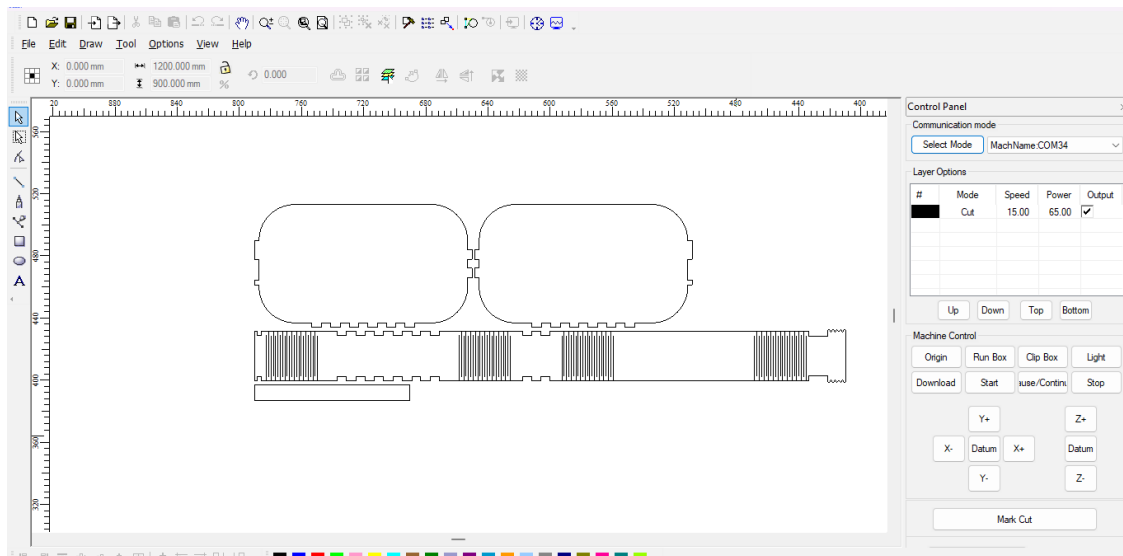 File Edit Draw Tool Options View Help
X: 0.000 mm 1200.000 mm 0.000
Y: 0.000 mm 900.000 mm %
20 880 840 800 760 720 680 640 600 560 520 480 440 400
560
520
480
440
400
360
320
A
Control Panel
Communication mode
Select Mode MachName:COM34
Layer Options
# Mode Speed Power Output
Cut 15.00 65.00
Up Down Top Bottom
Machine Control
Origin Run Box Clip Box Light
Download Start ause/Continu Stop
Y+ Z+
X- Datum X+ Datum
Y- Z-
Mark Cut